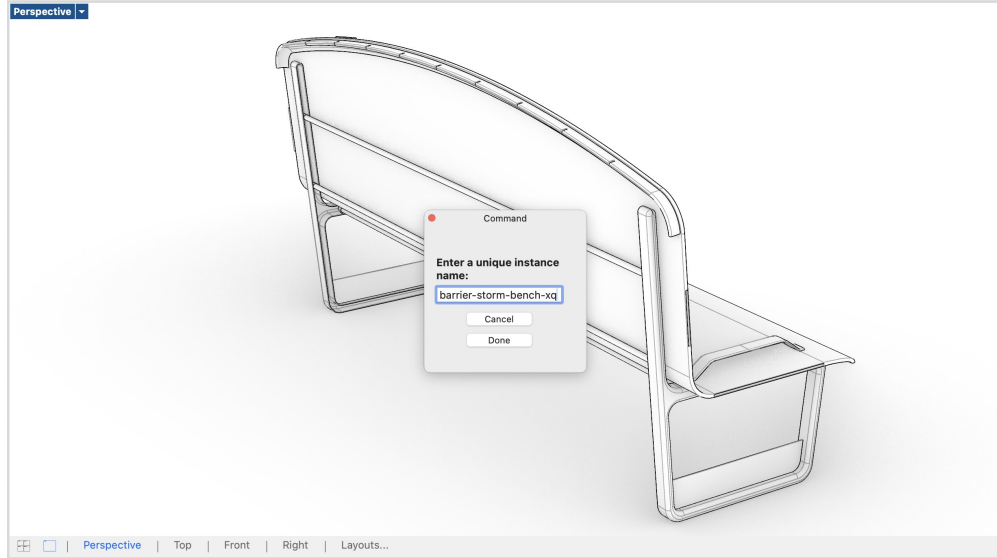 Perspective
Command
Enter a unique instance
name:
barrier-storm-bench-xq
Cancel
Done
Perspective | Top | Front | Right | Layouts...